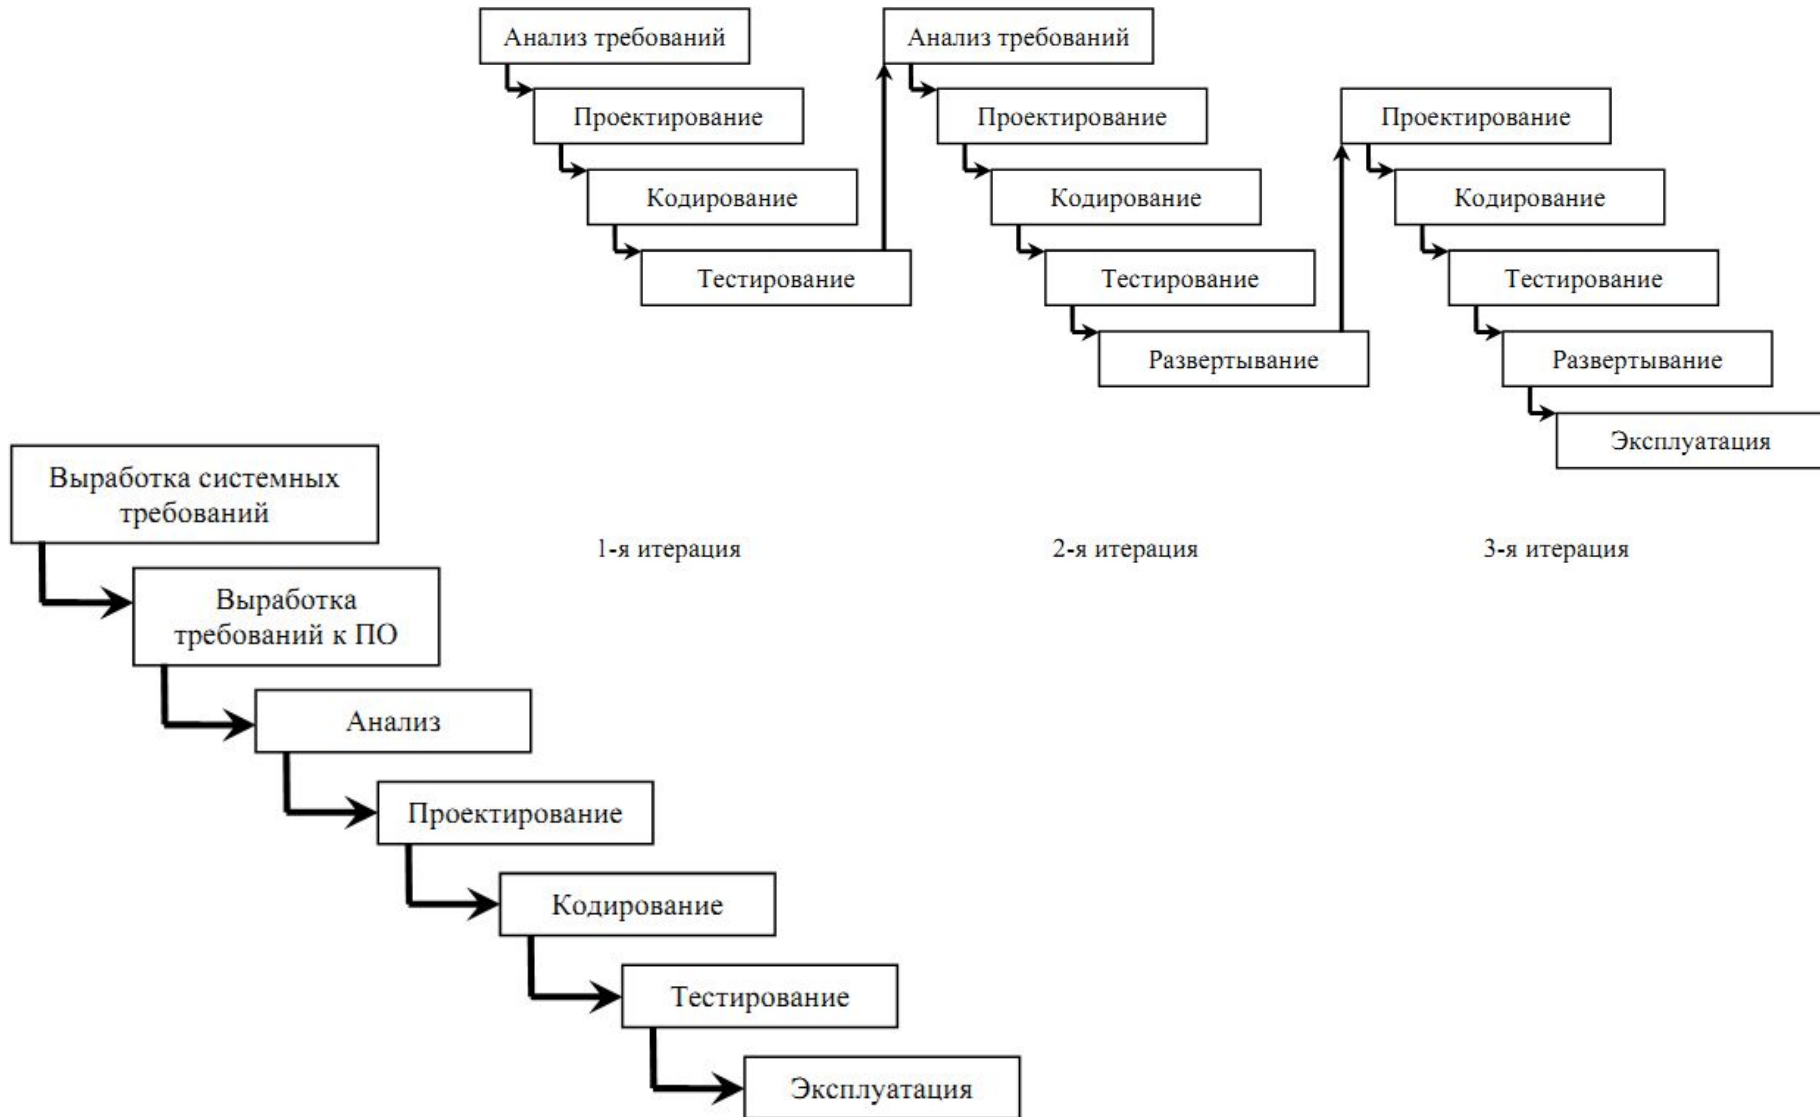 Анализ требований
Проектирование
Кодирование
Тестирование
Анализ требований
Проектирование
Кодирование
Тестирование
Развертывание
Проектирование
Кодирование
Тестирование
Развертывание
Эксплуатация
1-я итерация
2-я итерация
3-я итерация
Выработка системных
требований
Выработка
требований к ПО
Анализ
Проектирование
Кодирование
Тестирование
Эксплуатация